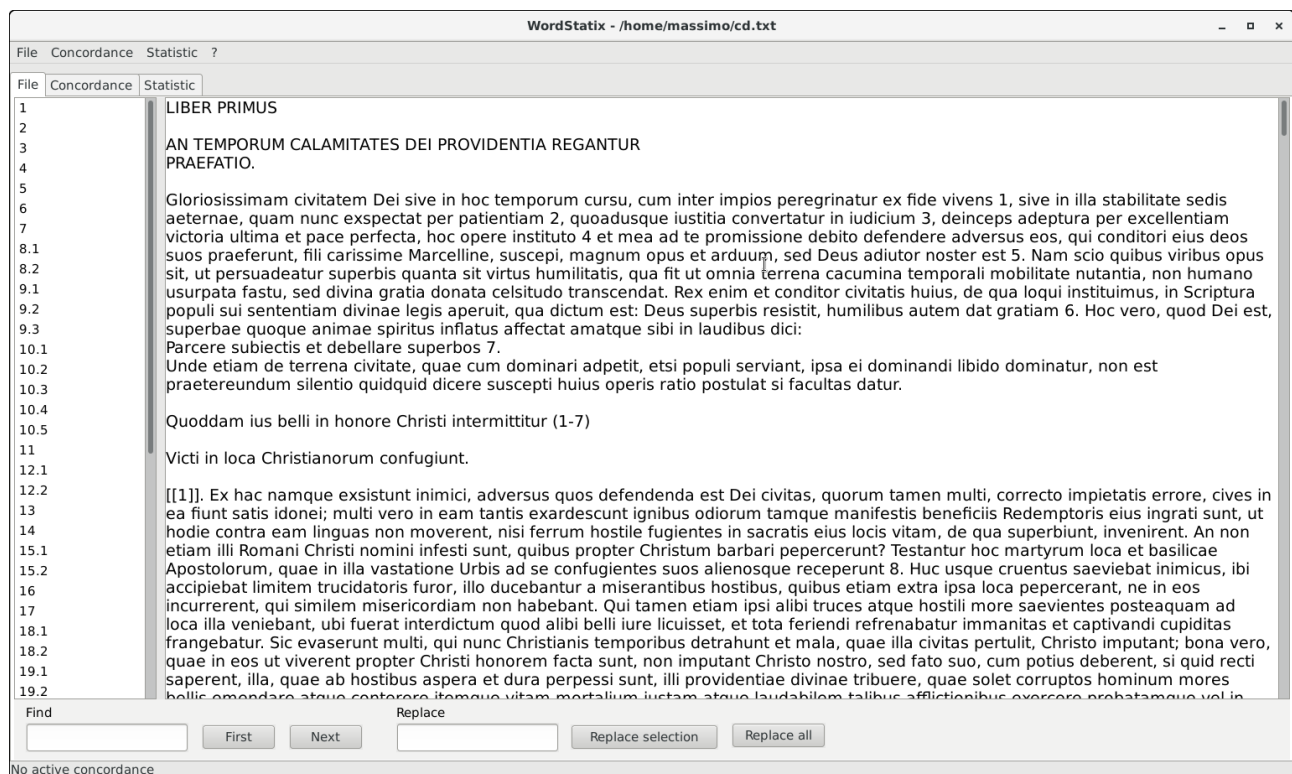 WordStatix - /home/massimo/cd.txt
File Concordance Statistic ?
File Concordance Statistic
1
2
3
4
5
6
7
8.1
8.2
9.1
9.2
9.3
10.1
10.2
10.3
10.4
10.5
11
12.1
12.2
13
14
15.1
15.2
16
17
18.1
18.2
19.1
19.2
LIBER PRIMUS
AN TEMPORUM CALAMITATES DEI PROVIDENTIA REGANTUR
PRAEFATIO.
Gloriosissimam civitatem Dei sive in hoc temporum cursu, cum inter impios peregrinatur ex fide vivens 1, sive in illa stabilitate sedis
aeternae, quam nunc exspectat per patientiam 2, quoadusque iustitia convertatur in iudicium 3, deinceps adeptura per excellentiam
victoria ultima et pace perfecta, hoc opere instituto 4 et mea ad te promissione debito defendere adversus eos, qui conditori eius deos
suos praeferunt, fili carissime Marcelline, suscepi, magnum opus et arduum, sed Deus adiutor noster est 5. Nam scio quibus viribus opus
sit, ut persuadeatur superbis quanta sit virtus humilitatis, qua fit ut omnia terrena cacumina temporali mobilitate nutantia, non humano
usurpata fastu, sed divina gratia donata celsitudo transcendat. Rex enim et conditor civitatis huius, de qua loqui instituimus, in Scriptura
populi sui sententiam divinae legis aperuit, qua dictum est: Deus superbis resistit, humilibus autem dat gratiam 6. Hoc vero, quod Dei est,
superbae quoque animae spiritus inflatus affectat amatque sibi in laudibus dici:
Parcere subiectis et debellare superbos 7.
Unde etiam de terrena civitate, quae cum dominari adpetit, etsi populi serviant, ipsa ei dominandi libido dominatur, non est
praetereundum silentio quidquid dicere suscepti huius operis ratio postulat si facultas datur.
Quoddam ius belli in honore Christi intermittitur (1-7)
Victi in loca Christianorum confugiunt.
[[1]]. Ex hac namque exsistunt inimici, adversus quos defendenda est Dei civitas, quorum tamen multi, correcto impietatis errore, cives in
ea fiunt satis idonei; multi vero in eam tantis exardescunt ignibus odiorum tamque manifestis beneficiis Redemptoris eius ingrati sunt, ut
hodie contra eam linguas non moverent, nisi ferrum hostile fugientes in sacratis eius locis vitam, de qua superbiunt, invenirent. An non
etiam illi Romani Christi nomini infesti sunt, quibus propter Christum barbari pepercerunt? Testantur hoc martyrum loca et basilicae
Apostolorum, quae in illa vastatione Urbis ad se confugientes suos alienosque receperunt 8. Huc usque cruentus saeviebat inimicus, ibi
accipiebat limitem trucidatoris furor, illo ducebantur a miserantibus hostibus, quibus etiam extra ipsa loca pepercerant, ne in eos
incurrerent, qui similem misericordiam non habebant. Qui tamen etiam ipsi alibi truces atque hostili more saevientes posteaquam ad
loca illa veniebant, ubi fuerat interdictum quod alibi belli iure licuisset, et tota feriendi refrenabatur immanitas et captivandi cupiditas
frangebatur. Sic evaserunt multi, qui nunc Christianis temporibus detrahunt et mala, quae illa civitas pertulit, Christo imputant; bona vero,
quae in eos ut viverent propter Christi honorem facta sunt, non imputant Christo nostro, sed fato suo, cum potius deberent, si quid recti
saperent, illa, quae ab hostibus aspera et dura perpessi sunt, illi providentiae divinae tribuere, quae solet corruptos hominum mores
bellis emendare atque conterere itemque vitam mortalium iustam atque laudabilem talibus afflictionibus exercere probatamque vel in
Find
Replace
First
Next
Replace selection
Replace all
No active concordance